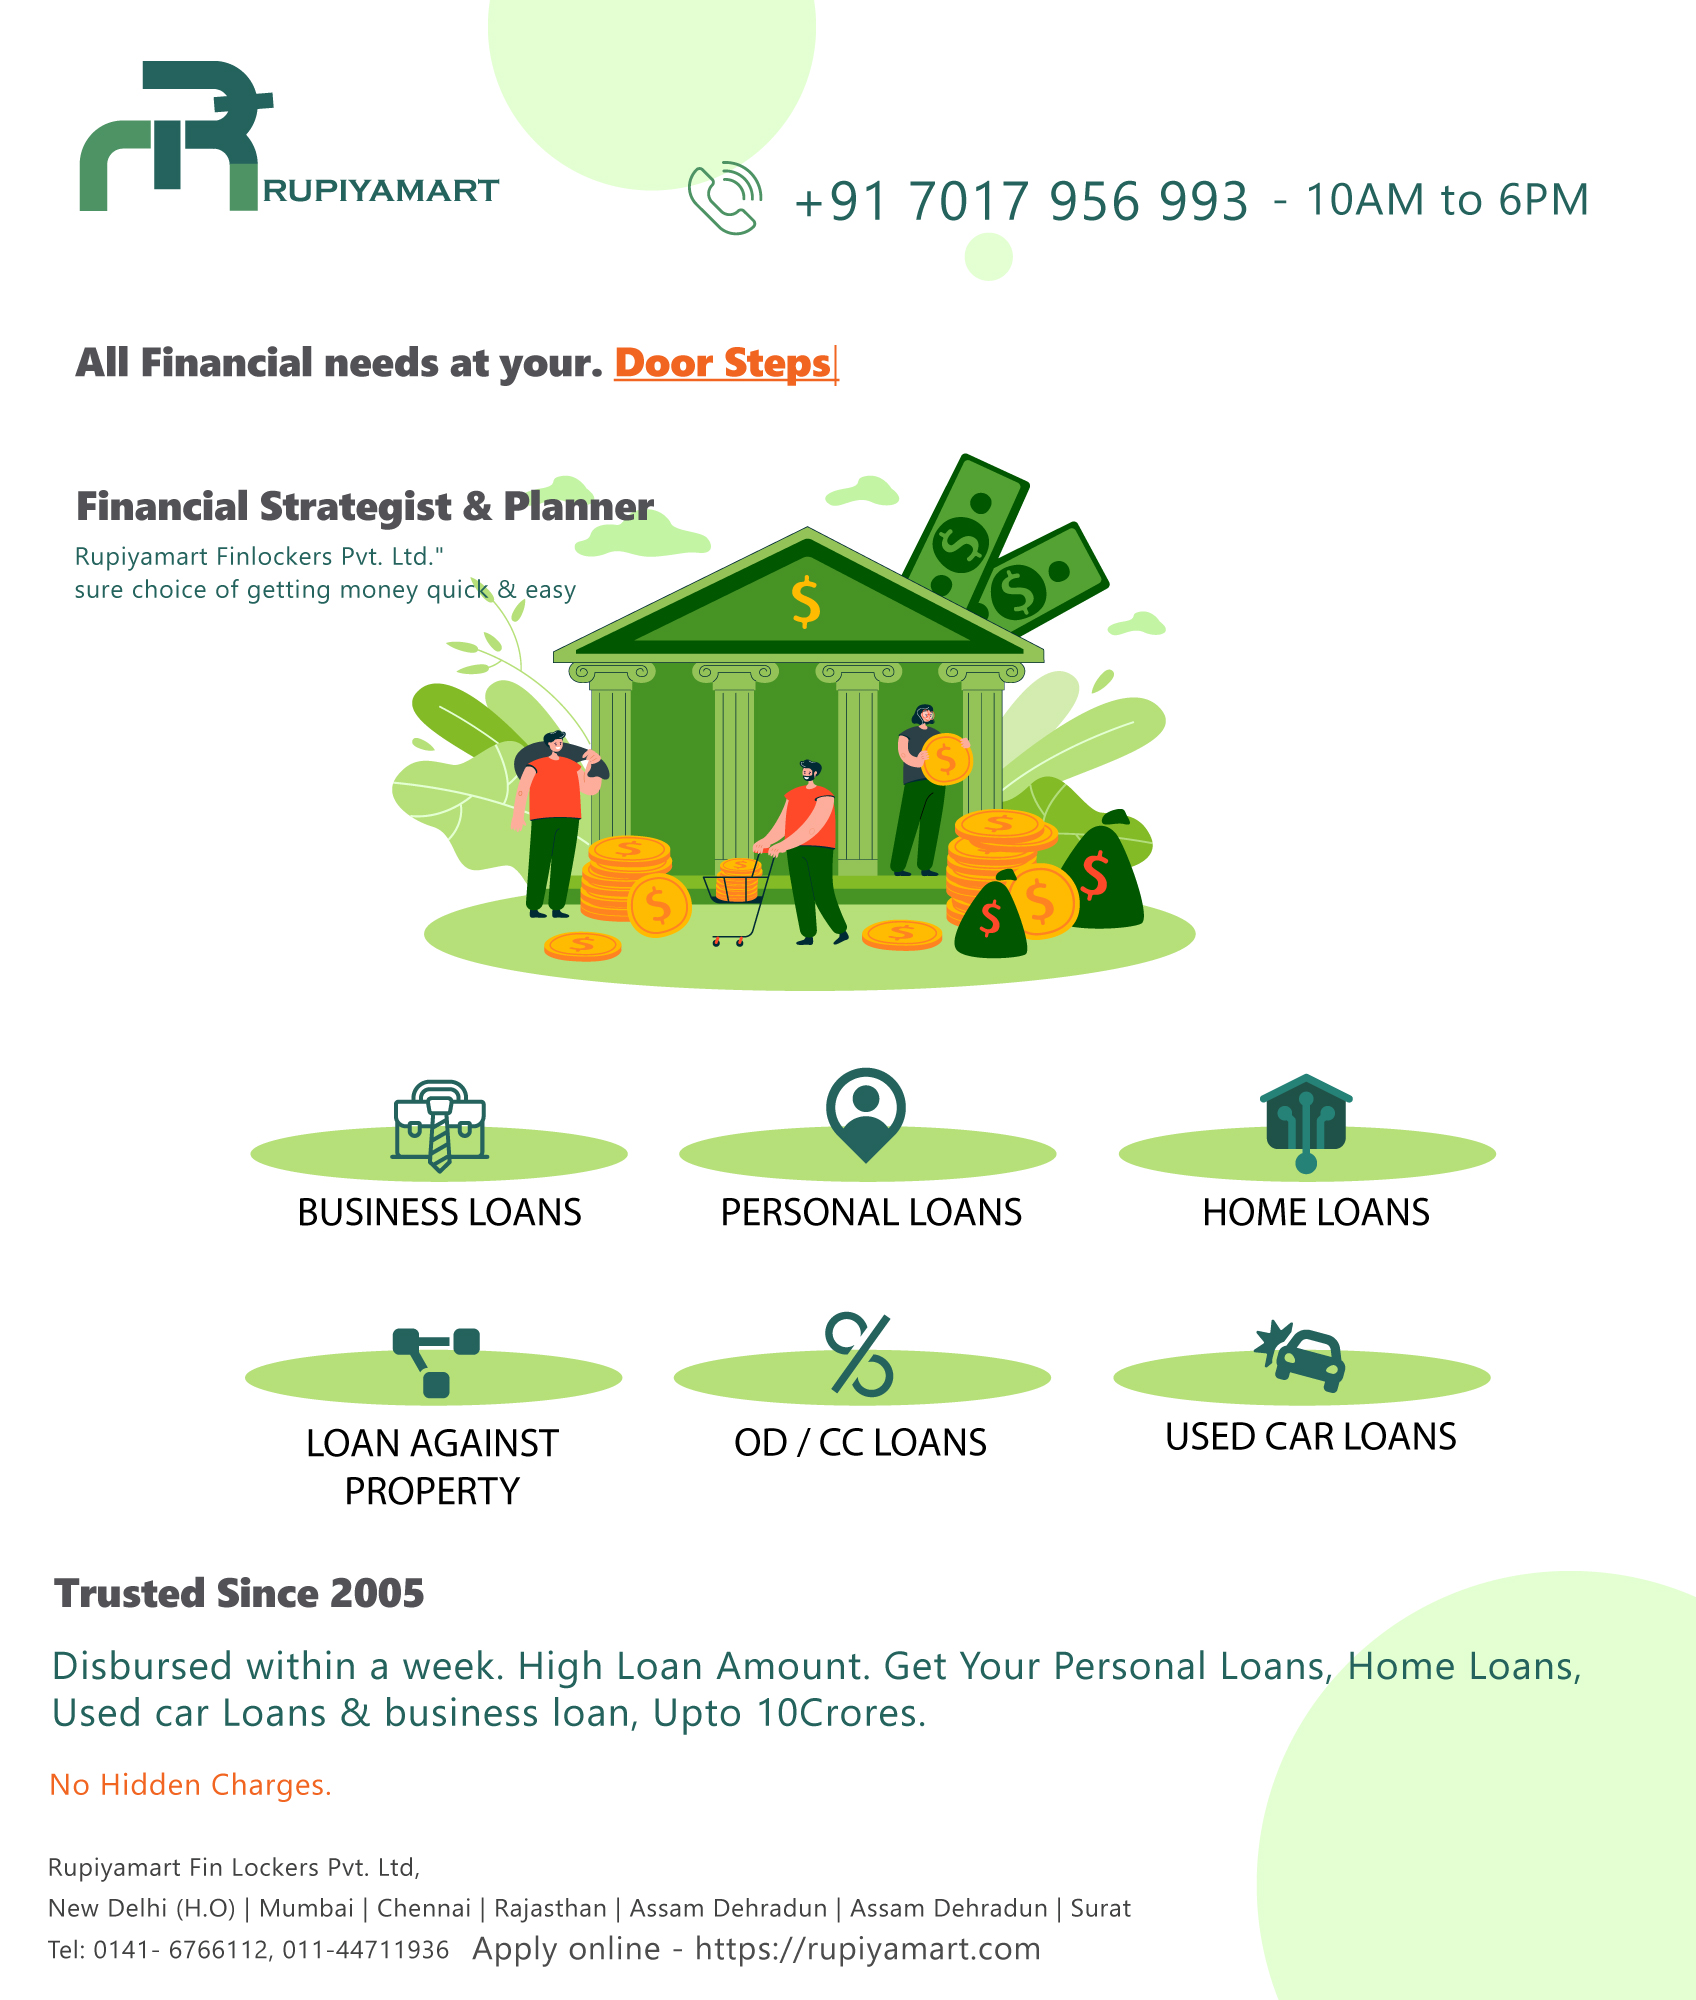 RUPIYAMART
+91 7017 956 993 - 10AM to 6PM
All Financial needs at your. Door Steps
Financial Strategist & Planner
Rupiyamart Finlockers Pvt. Ltd."
sure choice of getting money quick & easy
BUSINESS LOANS
PERSONAL LOANS
HOME LOANS
LOAN AGAINST
PROPERTY
OD / CC LOANS
USED CAR LOANS
Trusted Since 2005
Disbursed within a week. High Loan Amount. Get Your Personal Loans, Home Loans,
Used car Loans & business loan, Upto 10Crores.
No Hidden Charges.
Rupiyamart Fin Lockers Pvt. Ltd,
New Delhi (H.O) | Mumbai | Chennai | Rajasthan | Assam Dehradun | Assam Dehradun | Surat
Tel: 0141- 6766112, 011-44711936 Apply online - https://rupiyamart.com